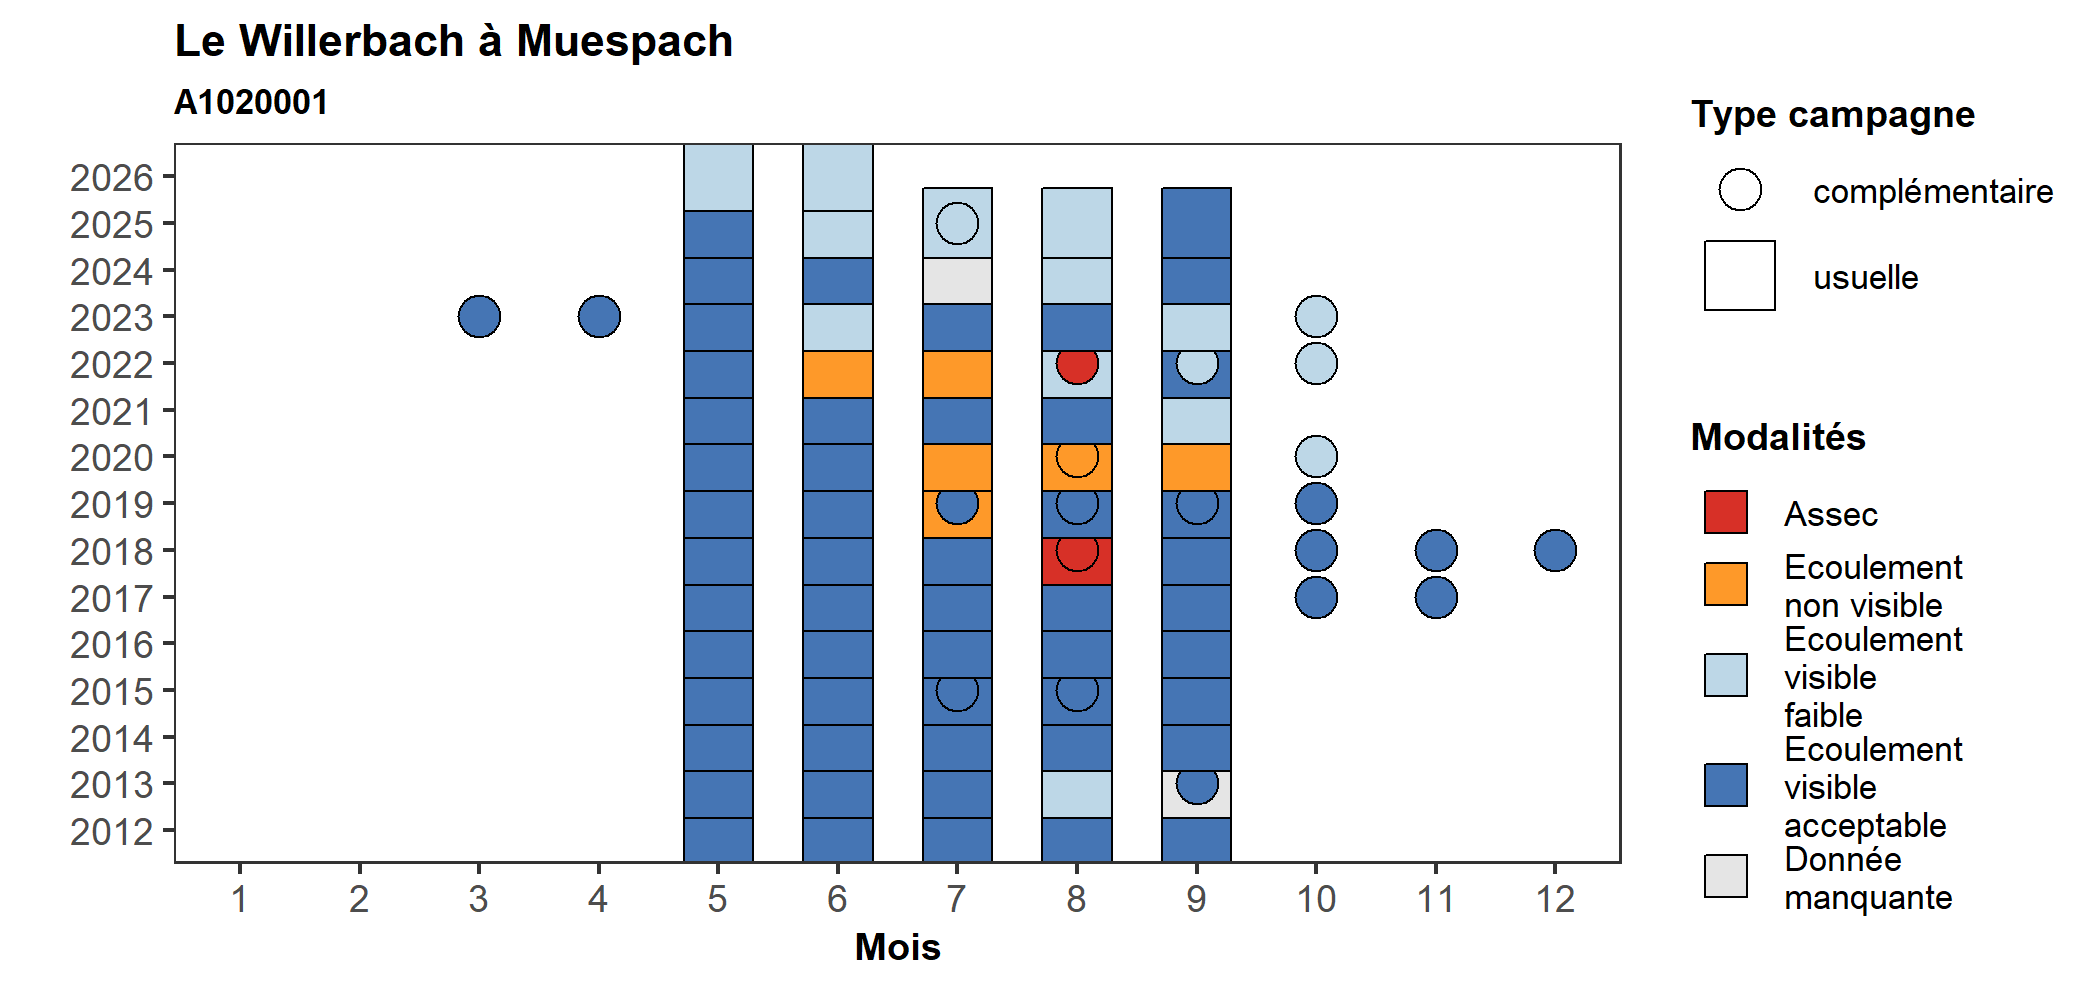 Le Willerbach à Muespach
A1020001
2026
2025
2024
2023
2022
2021
2020
2019
2018
2017
2016
2015
2014
2013
2012
1 2 3 4 5 6 7 8 9 10 11 12
Mois
Type campagne
complémentaire
usuelle
Modalités
Assec
Ecoulement
non visible
Ecoulement
visible
faible
Ecoulement
visible
acceptable
Donnée
manquante